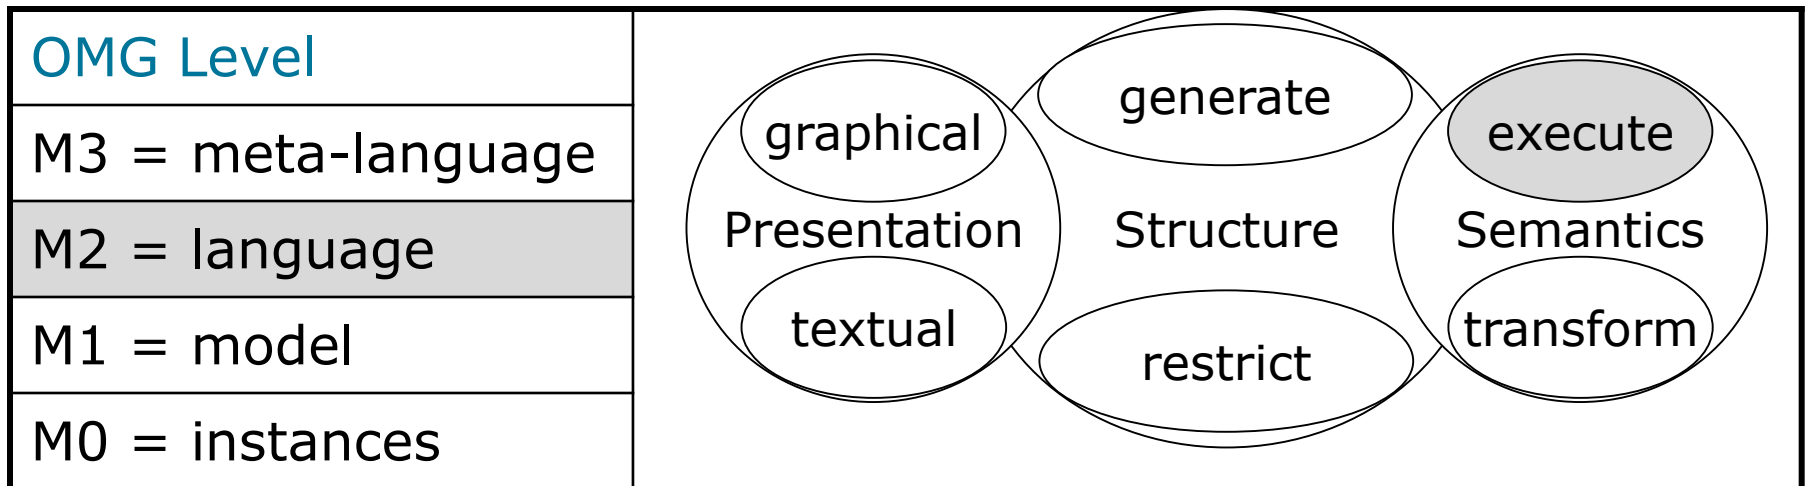 OMG Level
M3 = meta-language
M2 = language
M1 = model
M0 = instances
generate
graphical
execute
Presentation
Structure
Semantics
textual
transform
restrict